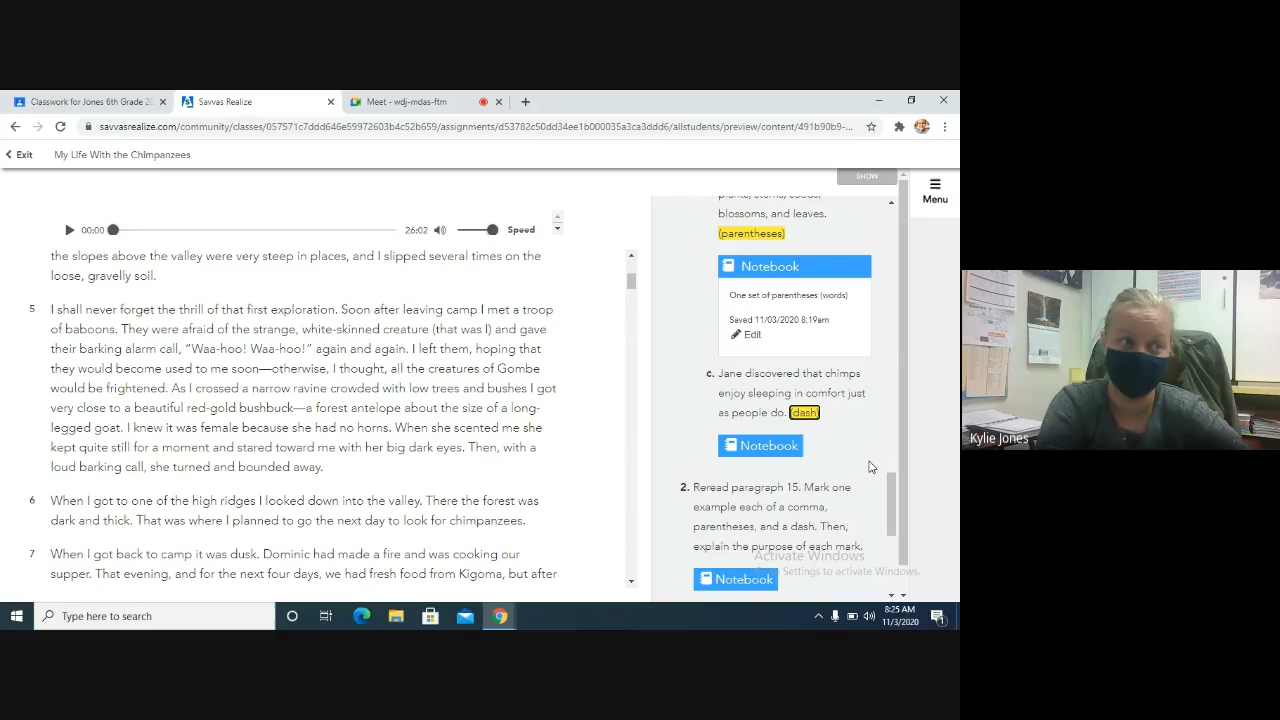 Classwork for Jones 6th Grade 20
Savvas Realize
Meet - wdj-mdas-ftm
savvasrealize.com/community/classes/057571c7ddd646e59972603b4c52b659/assignments/d53782c50dd34ee1b000035a3ca3ddd6/allstudents/preview/content/491b90b9-...
Exit
My Life With the Chimpanzees
SHOW
Menu
00:00
26:02
Speed
the slopes above the valley were very steep in places, and I slipped several times on the
loose, gravelly soil.
5 I shall never forget the thrill of that first exploration. Soon after leaving camp I met a troop
of baboons. They were afraid of the strange, white-skinned creature (that was I) and gave
their barking alarm call, “Waa-hoo! Waa-hoo!” again and again. I left them, hoping that
they would become used to me soon—otherwise, I thought, all the creatures of Gombe
would be frightened. As I crossed a narrow ravine crowded with low trees and bushes I got
very close to a beautiful red-gold bushbuck—a forest antelope about the size of a long-
legged goat. I knew it was female because she had no horns. When she scented me she
kept quite still for a moment and stared toward me with her big dark eyes. Then, with a
loud barking call, she turned and bounded away.
6 When I got to one of the high ridges I looked down into the valley. There the forest was
dark and thick. That was where I planned to go the next day to look for chimpanzees.
7 When I got back to camp it was dusk. Dominic had made a fire and was cooking our
supper. That evening, and for the next four days, we had fresh food from Kigoma, but after
plants, stems, seeds,
blossoms, and leaves.
(parentheses)
Notebook
One set of parentheses (words)
Saved 11/03/2020 8:19am
Edit
c. Jane discovered that chimps
enjoy sleeping in comfort just
as people do. (dash)
Notebook
2. Reread paragraph 15. Mark one
example each of a comma,
parentheses, and a dash. Then,
explain the purpose of each mark.
Notebook
Activate Windows
Settings to activate Windows.
Type here to search
8:25 AM
11/3/2020
1
Kylie Jones